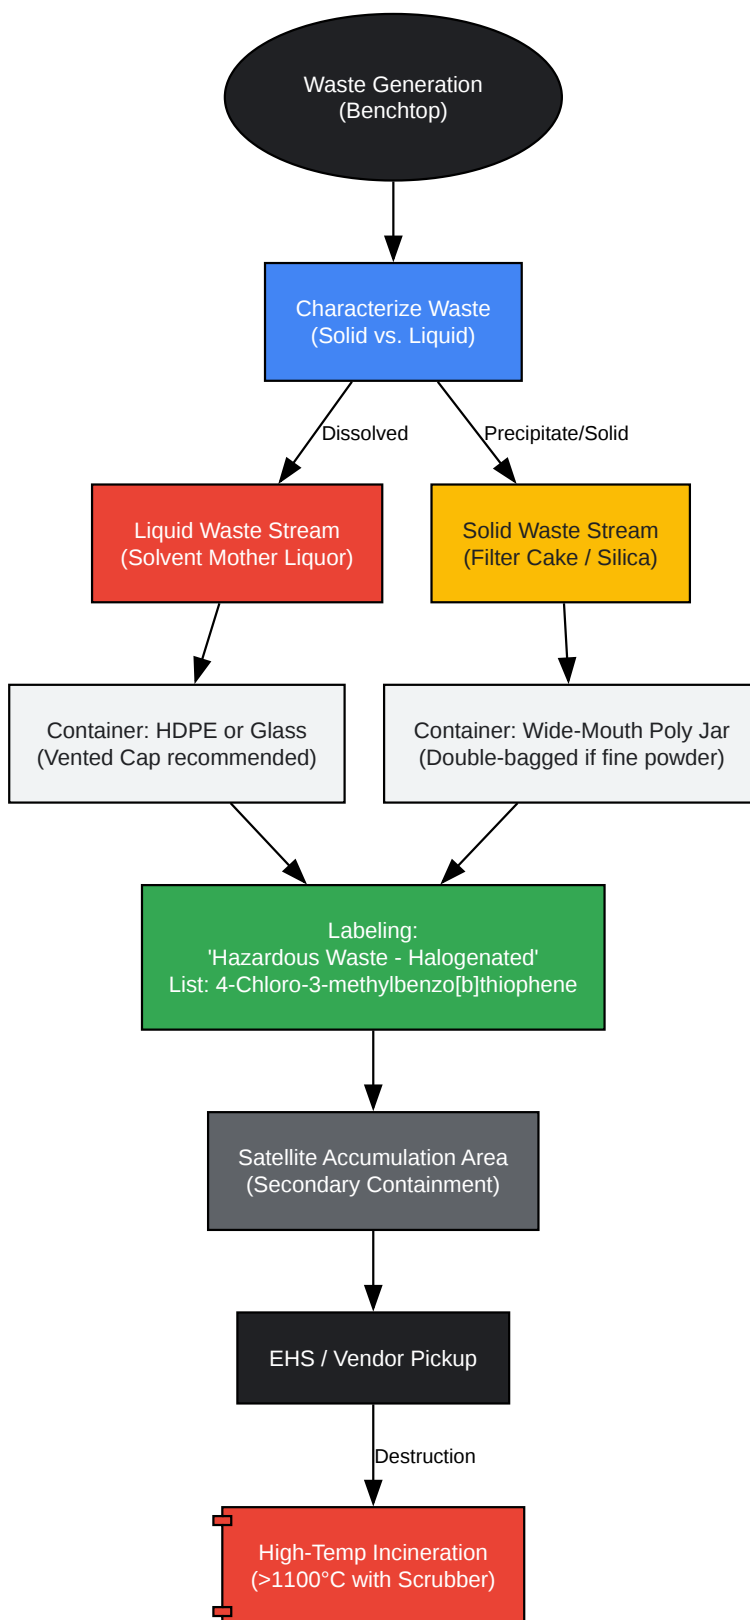 Waste Generation
(Benchtop)
Characterize Waste
(Solid vs. Liquid)
Dissolved
Precipitate/Solid
Liquid Waste Stream
(Solvent Mother Liquor)
Solid Waste Stream
(Filter Cake / Silica)
Container: HDPE or Glass
(Vented Cap recommended)
Container: Wide-Mouth Poly Jar
(Double-bagged if fine powder)
Labeling:
'Hazardous Waste - Halogenated'
List: 4-Chloro-3-methylbenzo[b]thiophene
Satellite Accumulation Area
(Secondary Containment)
EHS / Vendor Pickup
Destruction
High-Temp Incineration
(>1100°C with Scrubber)